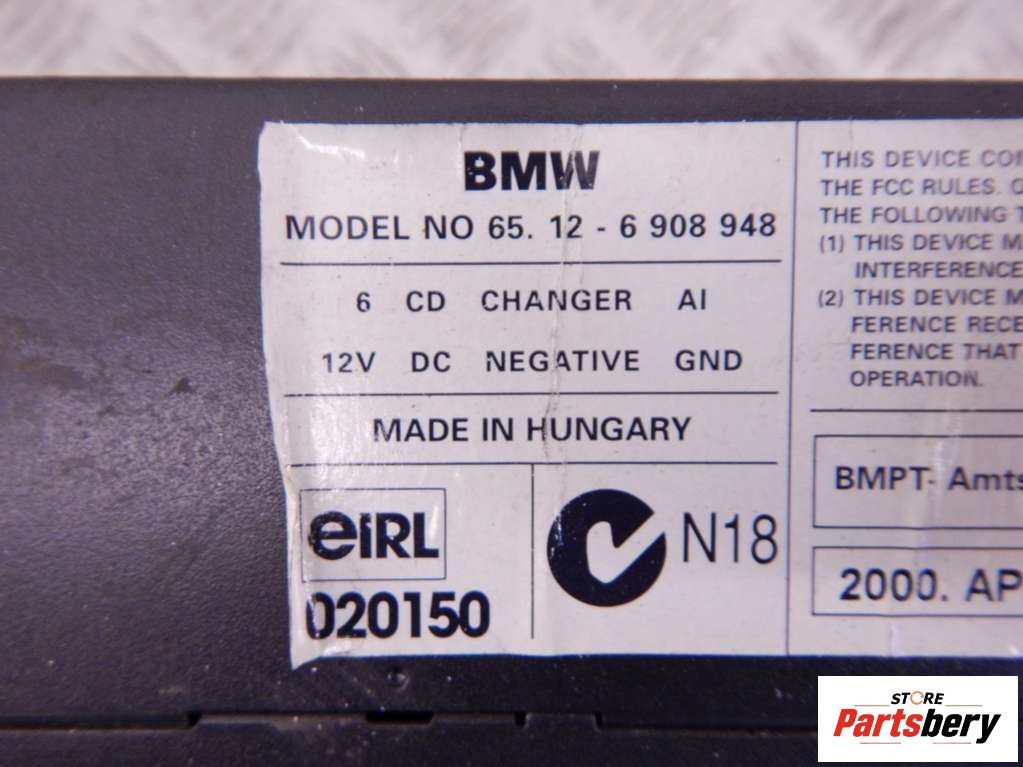 BMW
MODEL NO 65. 12 - 6 908 948
6 CD CHANGER AI
12V DC NEGATIVE GND
MADE IN HUNGARY
eIRL
020150
N18
THIS DEVICE
THE FCC RULES.
THE FOLLOWING
(1) THIS DEVICE
INTERFERENCE
(2) THIS DEVICE
FERENCE
FERENCE THAT
OPERATION.
BMPT- Amts
2000. AP
STORE
Partsbery